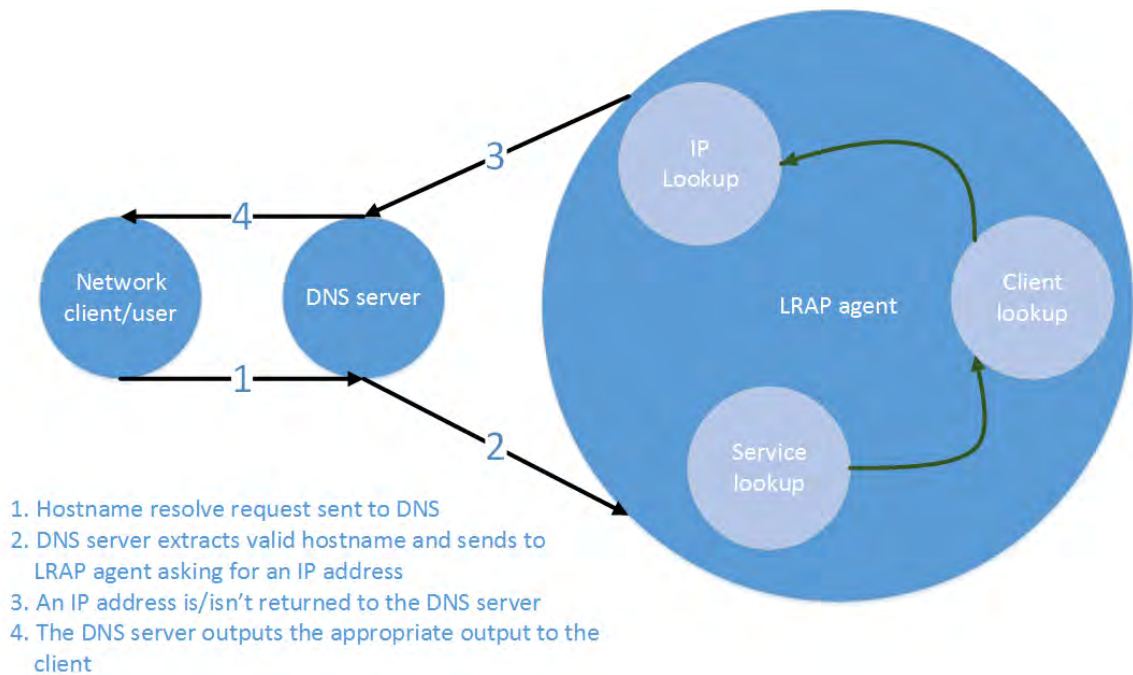 3
IP
Lookup
4
Network
client/user
DNS server
LRAP agent
Client
lookup
1
2
Service
lookup
1. Hostname resolve request sent to DNS
2. DNS server extracts valid hostname and sends to
LRAP agent asking for an IP address
3. An IP address is/isn't returned to the DNS server
4. The DNS server outputs the appropriate output to the
client